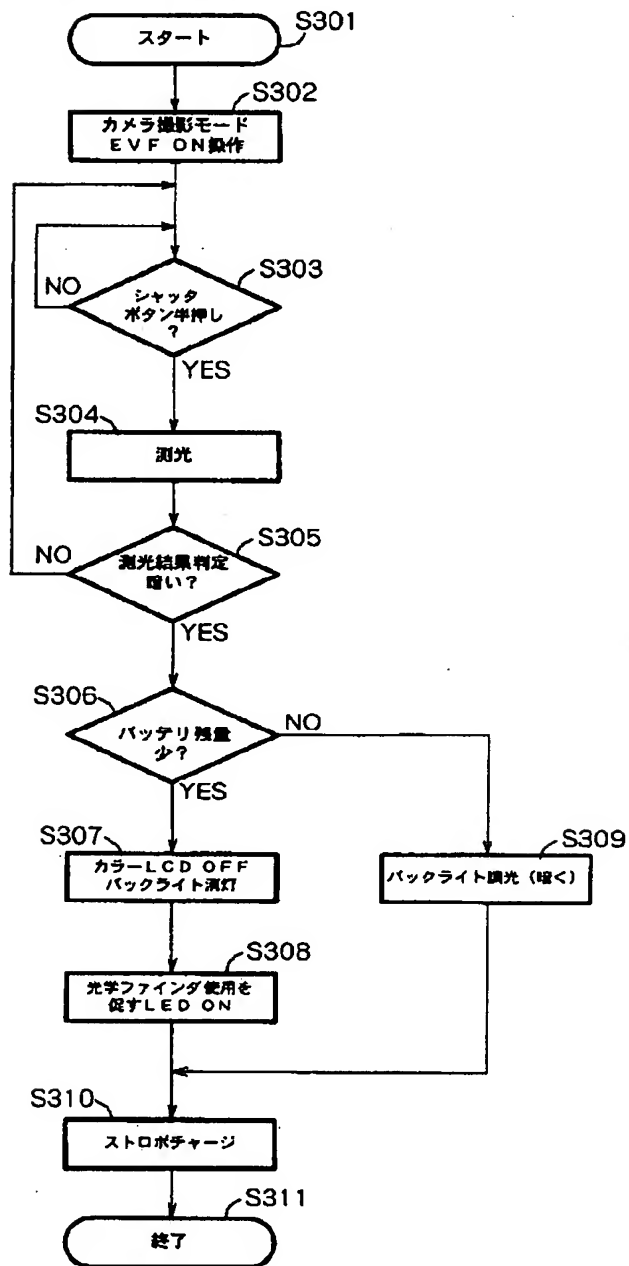 スタート
S301
S302
カメラ撮影モード
EVF ON操作
S303
NO
シャッタ
ボタン半押し
?
YES
S304
測光
S305
NO
測光結果判定
暗い?
YES
S306
バッテリ残量
少?
NO
YES
S307
カラーLCD OFF
バックライト消灯
S309
バックライト調光(暗く)
S308
光学ファインダ使用を
促すLED ON
S310
ストロボチャージ
S311
終了